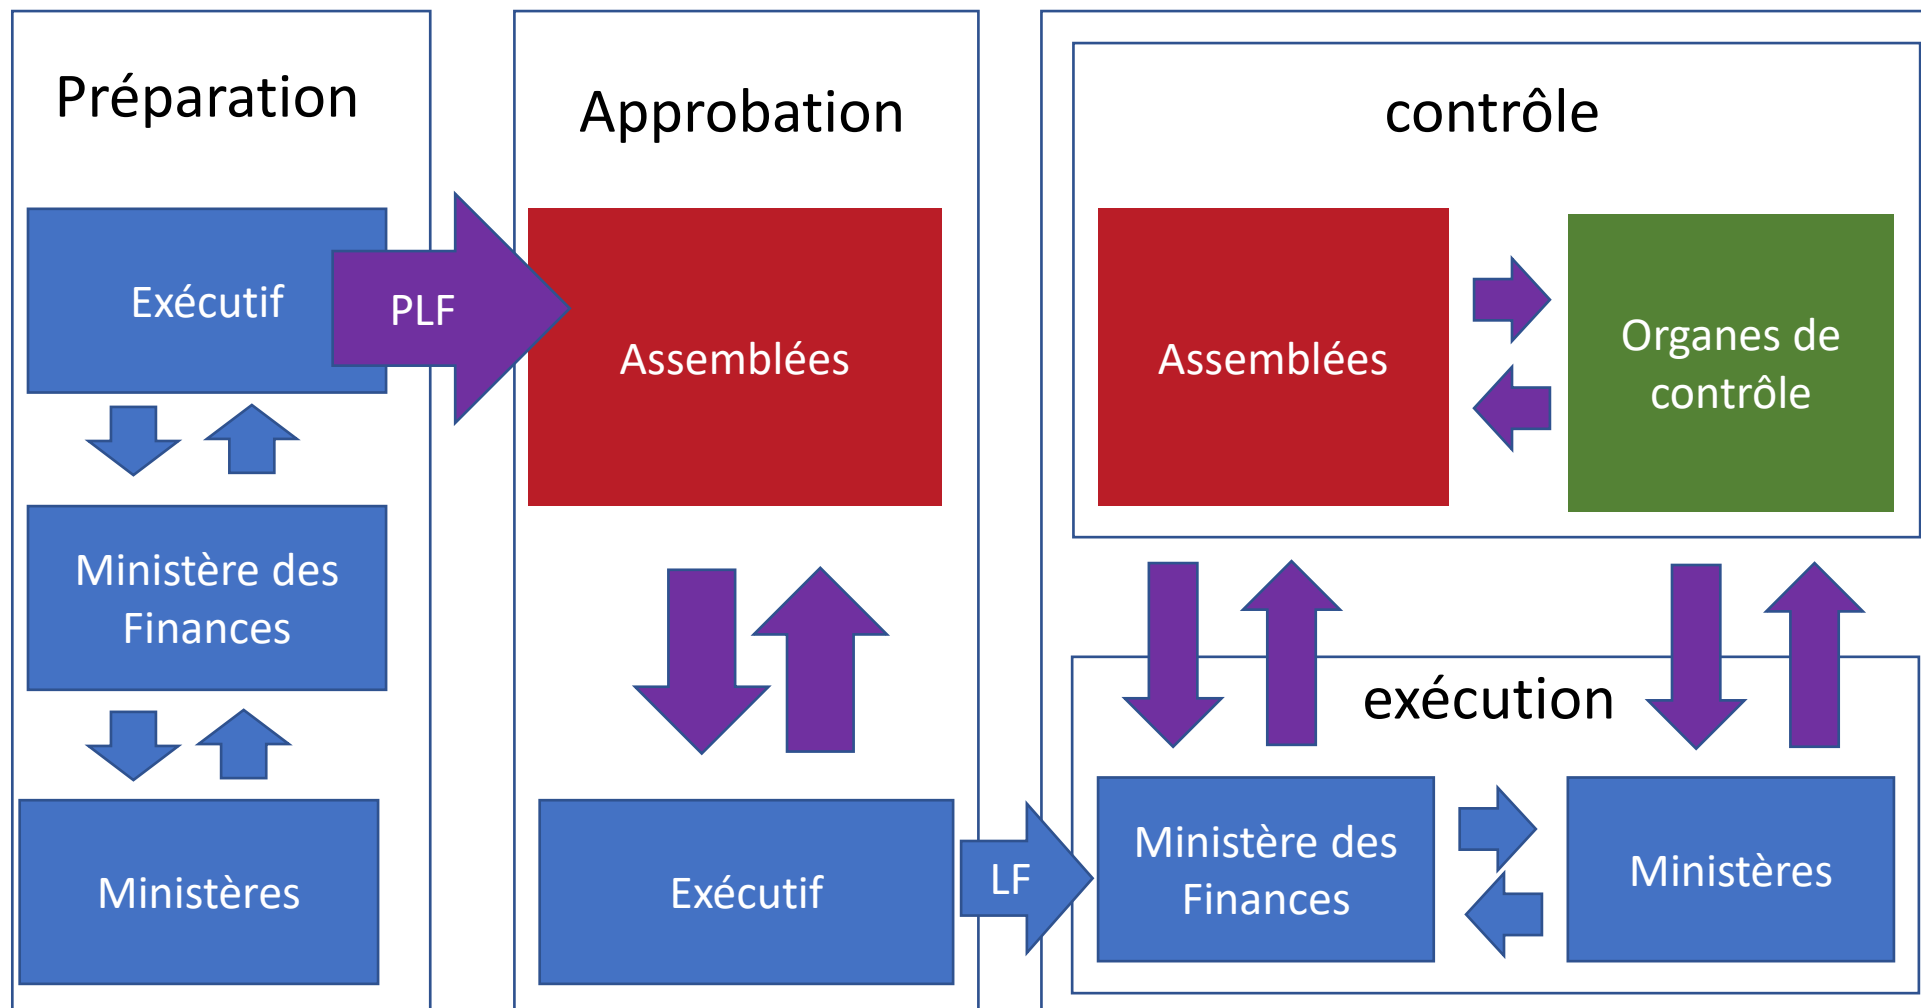 Préparation
Exécutif
PLF
Ministère des
Finances
Ministères
Approbation
Assemblées
Exécutif
LF
contrôle
Assemblées
Organes de
contrôle
exécution
Ministère des
Finances
Ministères